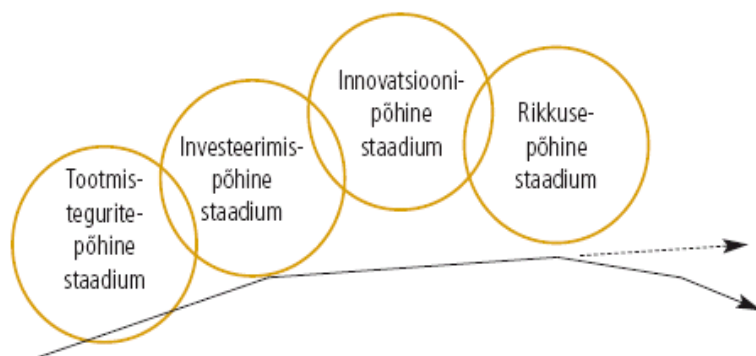 Tootmis-
tegurite-
põhine
staadium
Investeerimis-
põhine
staadium
Innovatsiooni-
põhine
staadium
Rikkuse-
põhine
staadium